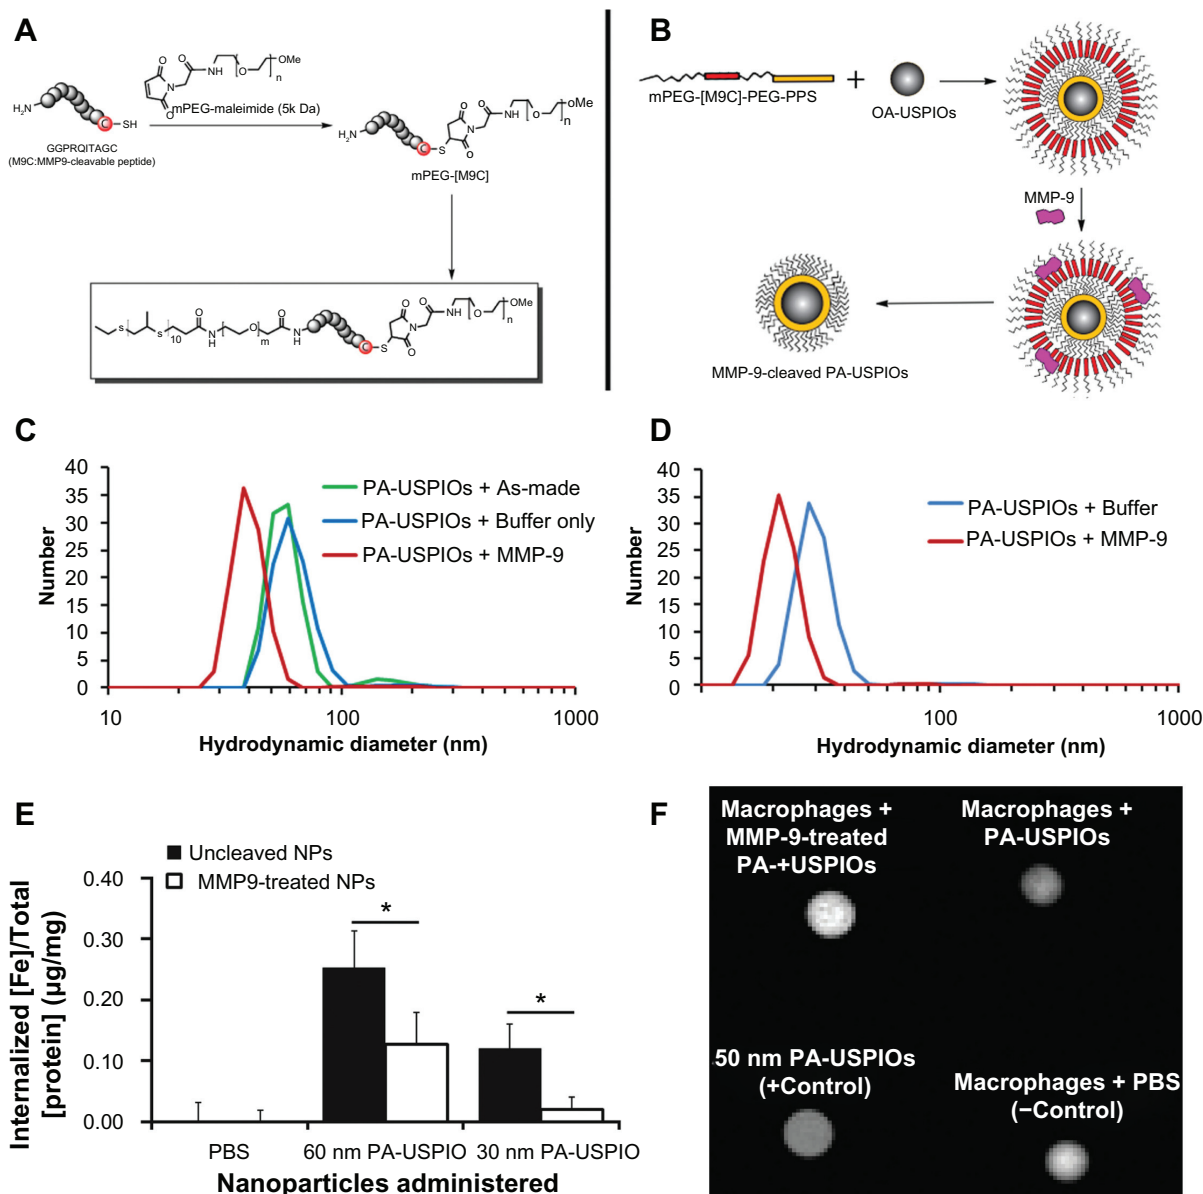 A
N
O
O
O
NH
O
OMe
n
mPEG-maleimide (5k Da)
H2N
C
SH
GGPRQITAGC
(M9C:MMP9-cleavable peptide)
H2N
C
S
O
N
O
O
HN
O
OMe
n
mPEG-[M9C]
S
S
10
O
N
H
O
m
O
HN
C
S
O
N
O
O
HN
O
OMe
n
B
mPEG-[M9C]-PEG-PPS
+
OA-USPIOs
MMP-9
MMP-9-cleaved PA-USPIOs
C
Number
40
35
30
25
20
15
10
5
0
PA-USPIOs + As-made
PA-USPIOs + Buffer only
PA-USPIOs + MMP-9
10
100
1000
Hydrodynamic diameter (nm)
D
Number
40
35
30
25
20
15
10
5
0
PA-USPIOs + Buffer
PA-USPIOs + MMP-9
100
1000
Hydrodynamic diameter (nm)
E
Uncleaved NPs
MMP9-treated NPs
Internalized [Fe]/Total
[protein] (µg/mg)
0.40
0.30
0.20
0.10
0.00
*
*
PBS
60 nm PA-USPIO
30 nm PA-USPIO
Nanoparticles administered
F
Macrophages +
MMP-9-treated
PA-+USPIOs
Macrophages +
PA-USPIOs
50 nm PA-USPIOs
(+Control)
Macrophages + PBS
(−Control)